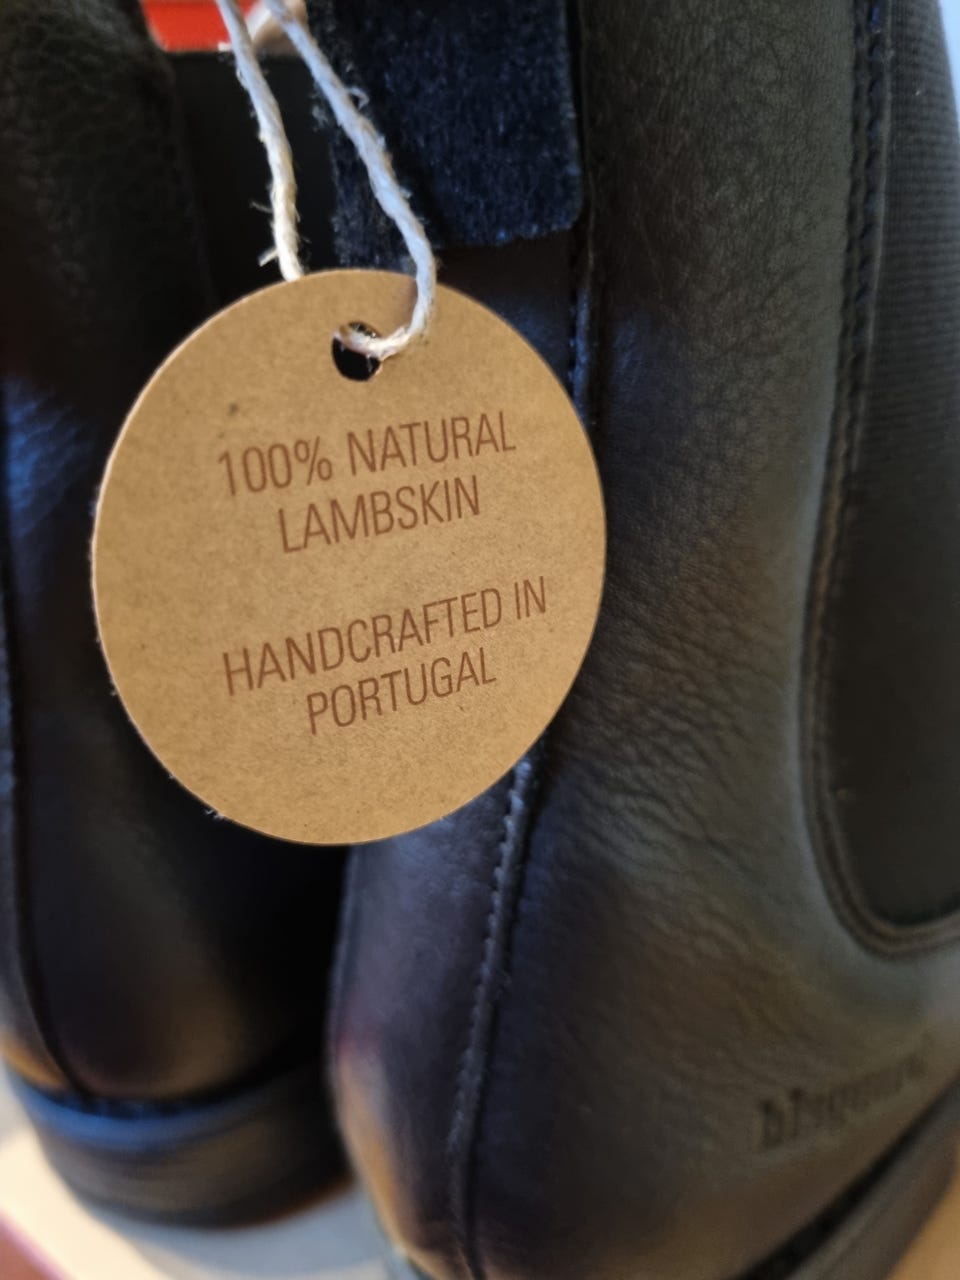 100% NATURAL
LAMBSKIN
HANDCRAFTED IN
PORTUGAL